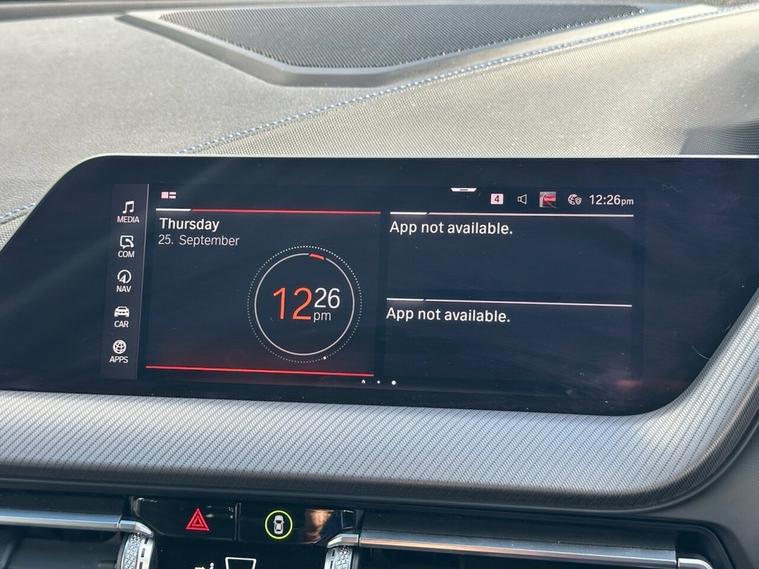 MEDIA
COM
NAV
CAR
APPS
4
12:26pm
Thursday
25. September
12 26
pm
App not available.
App not available.